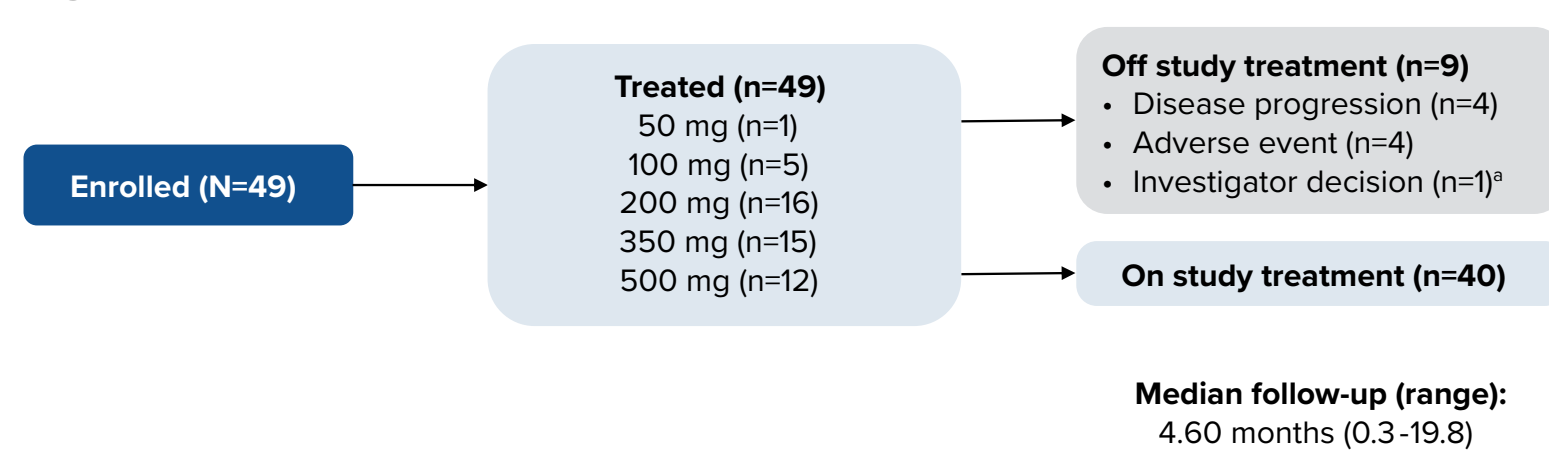 Enrolled (N=49)
Treated (n=49)
50 mg (n=1)
100 mg (n=5)
200 mg (n=16)
350 mg (n=15)
500 mg (n=12)
Off study treatment (n=9)
• Disease progression (n=4)
• Adverse event (n=4)
• Investigator decision (n=1)ᵃ
On study treatment (n=40)
Median follow-up (range):
4.60 months (0.3-19.8)